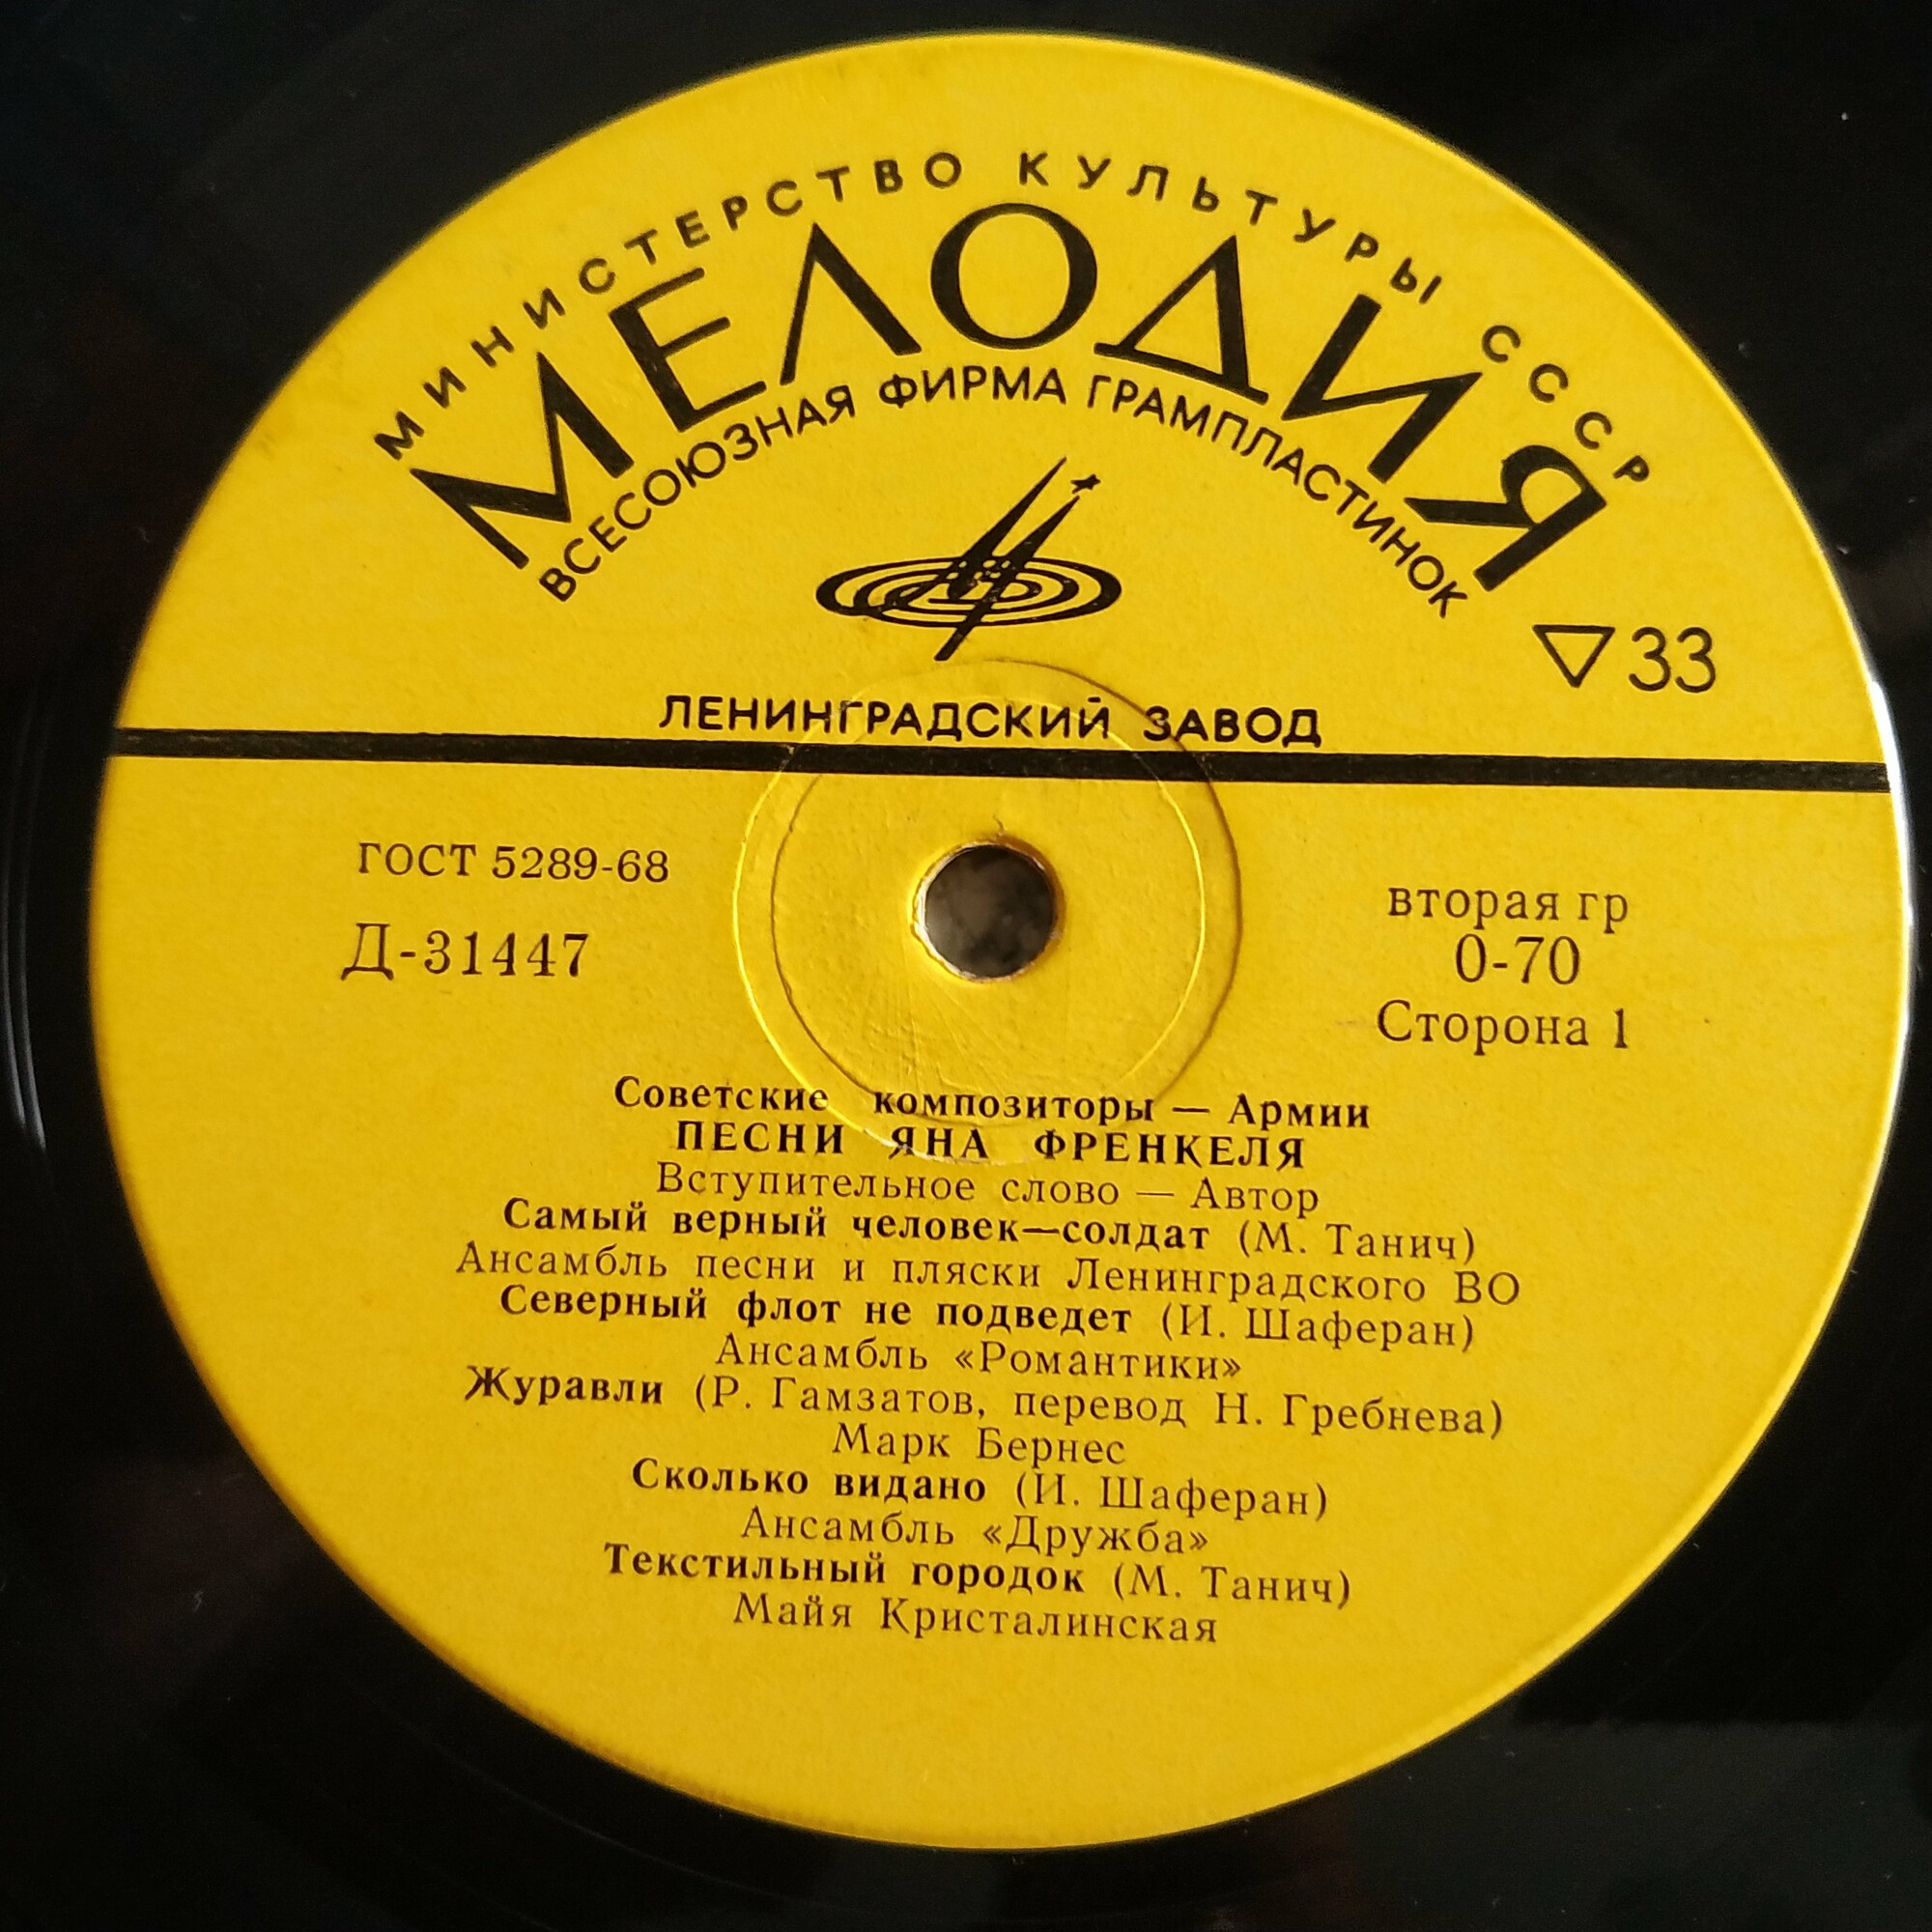 МИНИСТЕРСТВО КУЛЬТУРЫ СССР
МЕЛОДИЯ
ВСЕСОЮЗНАЯ ФИРМА ГРАМПЛАСТИНОК
33
ЛЕНИНГРАДСКИЙ ЗАВОД
ГОСТ 5289-68
Д-31447
вторая гр
0-70
Сторона 1
Советские композиторы — Армии
ПЕСНИ ЯНА ФРЕНКЕЛЯ
Вступительное слово — Автор
Самый верный человек—солдат (М. Танич)
Ансамбль песни и пляски Ленинградского ВО
Северный флот не подведет (И. Шаферан)
Ансамбль «Романтики»
Журавли (Р. Гамзатов, перевод Н. Гребнева)
Марк Бернес
Сколько видано (И. Шаферан)
Ансамбль «Дружба»
Текстильный городок (М. Танич)
Майя Кристалинская